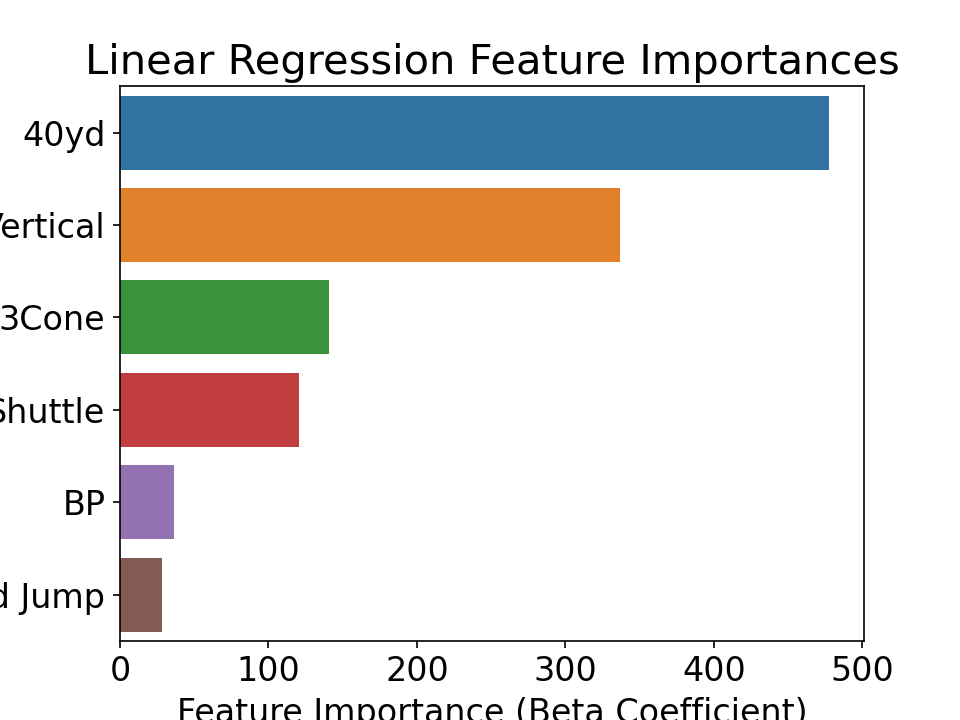 Linear Regression Feature Importances
40yd
Vertical
3Cone
Shuttle
BP
d Jump
0 100 200 300 400 500
Feature Importance (Beta Coefficient)